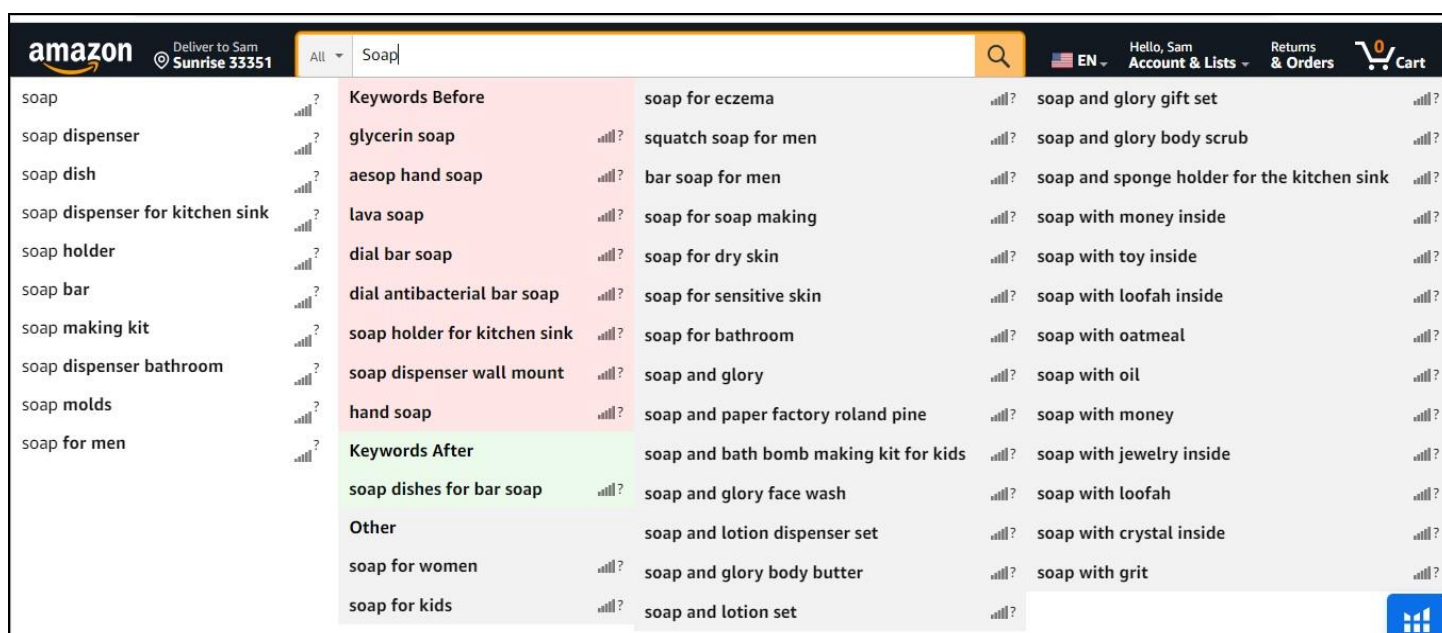 amazon
Deliver to Sam
Sunrise 33351
All
Soap
EN
Hello, Sam
Account & Lists
Returns
& Orders
0
Cart
soap
?
soap dispenser
?
soap dish
?
soap dispenser for kitchen sink
?
soap holder
?
soap bar
?
soap making kit
?
soap dispenser bathroom
?
soap molds
?
soap for men
?
Keywords Before
glycerin soap ?
aesop hand soap ?
lava soap ?
dial bar soap ?
dial antibacterial bar soap ?
soap holder for kitchen sink ?
soap dispenser wall mount ?
hand soap ?
Keywords After
soap dishes for bar soap ?
Other
soap for women ?
soap for kids ?
soap for eczema ?
squatch soap for men ?
bar soap for men ?
soap for soap making ?
soap for dry skin ?
soap for sensitive skin ?
soap for bathroom ?
soap and glory ?
soap and paper factory roland pine ?
soap and bath bomb making kit for kids ?
soap and glory face wash ?
soap and lotion dispenser set ?
soap and glory body butter ?
soap and lotion set ?
soap and glory gift set ?
soap and glory body scrub ?
soap and sponge holder for the kitchen sink ?
soap with money inside ?
soap with toy inside ?
soap with loofah inside ?
soap with oatmeal ?
soap with oil ?
soap with money ?
soap with jewelry inside ?
soap with loofah ?
soap with crystal inside ?
soap with grit ?